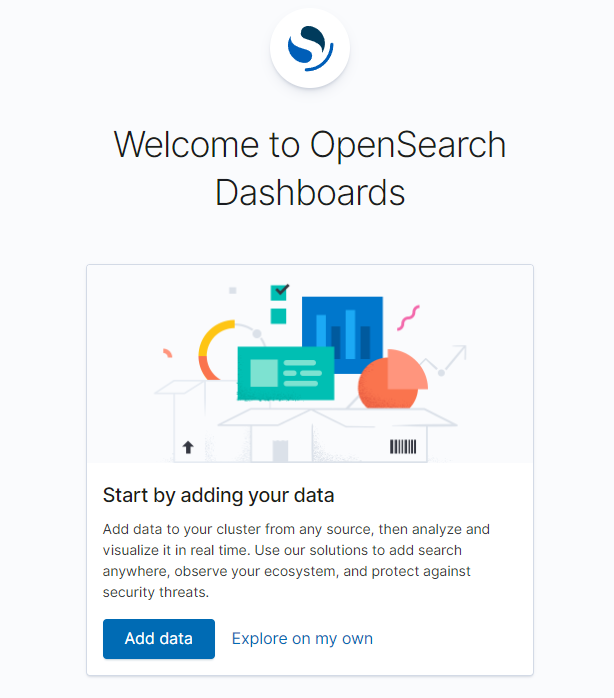 Welcome to OpenSearch
Dashboards
Start by adding your data
Add data to your cluster from any source, then analyze and
visualize it in real time. Use our solutions to add search
anywhere, observe your ecosystem, and protect against
security threats.
Add data
Explore on my own